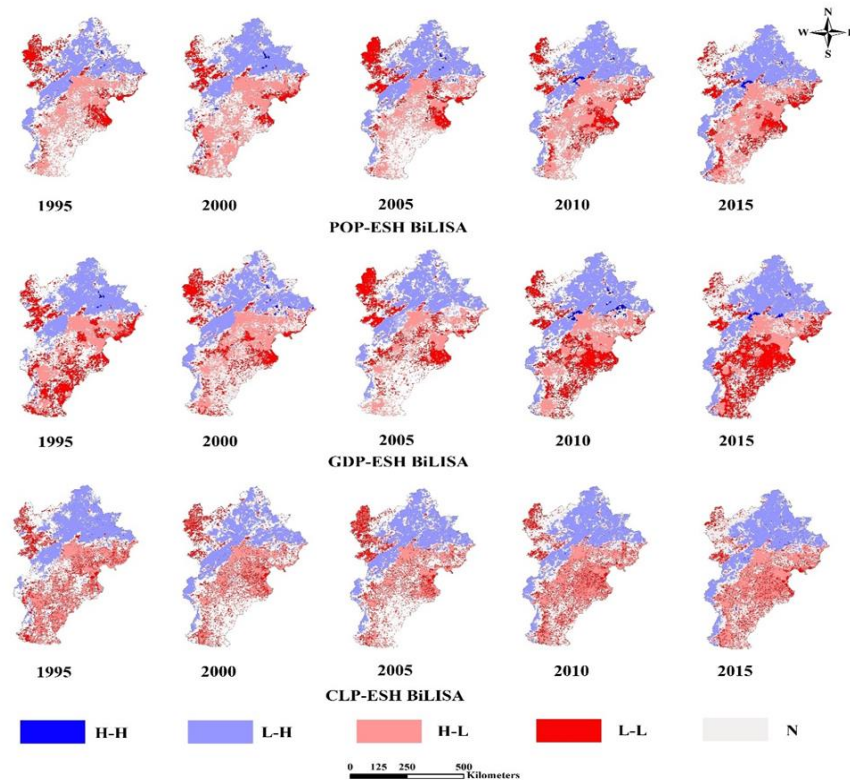 N
W E
S
1995 2000 2005 2010 2015
POP-ESH BiLISA
1995 2000 2005 2010 2015
GDP-ESH BiLISA
1995 2000 2005 2010 2015
CLP-ESH BiLISA
H-H L-H H-L L-L N
0 125 250 500
Kilometers